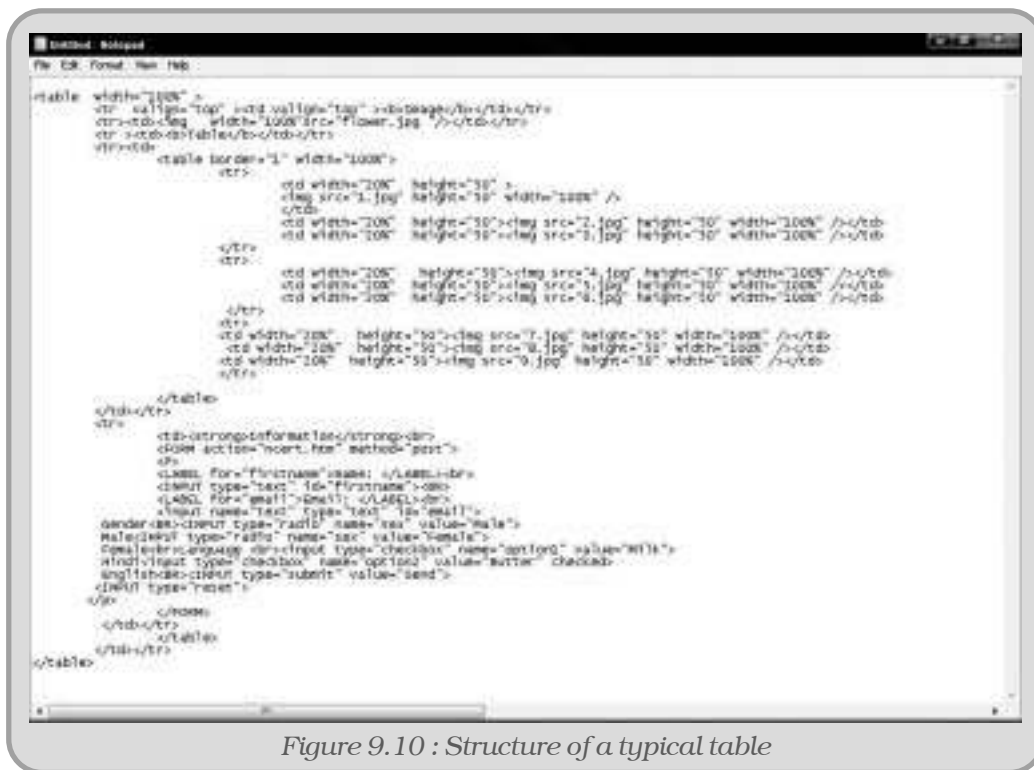 Untitled - Notepad
File Edit Format View Help
<table width="100%" >
<tr valign="top" ><td valign="top" ><b>Image</b></td></tr>
<tr><td><img width="100%"src="flower.jpg "/></td></tr>
<tr ><td><b>Table</b></td></tr>
<tr><td>
<table border="1" width="100%">
<tr>
<td width="20%" height="50" >
<img src="1.jpg" height="50" width="100%" />
</td>
<td width="20%" height="50"><img src="2.jpg" height="50" width="100%" /></td>
<td width="20%" height="50"><img src="3.jpg" height="50" width="100%" /></td>
</tr>
<tr>
<td width="20%" height="50"><img src="4.jpg" height="50" width="100%" /></td>
<td width="20%" height="50"><img src="5.jpg" height="50" width="100%" /></td>
<td width="20%" height="50"><img src="6.jpg" height="50" width="100%" /></td>
</tr>
<tr>
<td width="20%" height="50"><img src="7.jpg" height="50" width="100%" /></td>
<td width="20%" height="50"><img src="8.jpg" height="50" width="100%" /></td>
<td width="20%" height="50"><img src="9.jpg" height="50" width="100%" /></td>
</tr>
</table>
</td></tr>
<tr>
<td><strong>Information</strong><br>
<FORM action="ncert.htm" method="post">
<P>
<LABEL for="firstname">Name: </LABEL><br>
<INPUT type="text" id="firstname"><BR>
<LABEL for="email">Email: </LABEL><br>
<input name="text" type="text" id="email">
Gender<BR><INPUT type="radio" name="sex" value="Male">
Male<INPUT type="radio" name="sex" value="Female">
Female<br>Language <br><input type="checkbox" name="option1" value="Milk">
Hindi<input type="checkbox" name="option2" value="Butter" checked>
English<BR><INPUT type="submit" value="Send">
<INPUT type="reset">
</P>
</FORM>
</td></tr>
</table>
</td></tr>
</table>
Figure 9.10 : Structure of a typical table